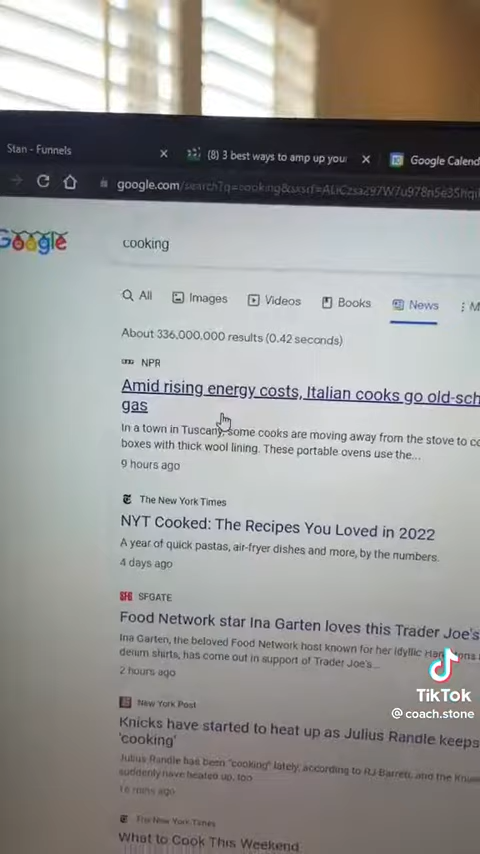 Stan - Funnels
(8) 3 best ways to amp up you
Google Calend
google.com/search?q=cooking
Google
cooking
All
Images
Videos
Books
News
M
About 336,000,000 results (0.42 seconds)
NPR
Amid rising energy costs, Italian cooks go old-sch
gas
In a town in Tuscany, some cooks are moving away from the stove to co
boxes with thick wool lining. These portable ovens use the...
9 hours ago
The New York Times
NYT Cooked: The Recipes You Loved in 2022
A year of quick pastas, air-fryer dishes and more, by the numbers.
4 days ago
SFGATE
Food Network star Ina Garten loves this Trader Joe's
Ina Garten, the beloved Food Network host known for her idyllic
denim shirts, has come out in support of Trader Joe's...
2 hours ago
TikTok
@coach.stone
New York Post
Knicks have started to heat up as Julius Randle keeps
'cooking'
Julius Randle has been "cooking" lately, according to RJ Barrett, and the Knicks
suddenly have heated up, too
16 mins ago
The New York Times
What to Cook This Weekend